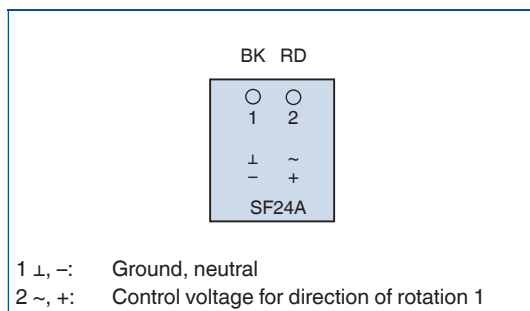 BK RD
1 2
⊥ ~
− +
SF24A
1 ⊥, –: Ground, neutral
2 ~, +: Control voltage for direction of rotation 1